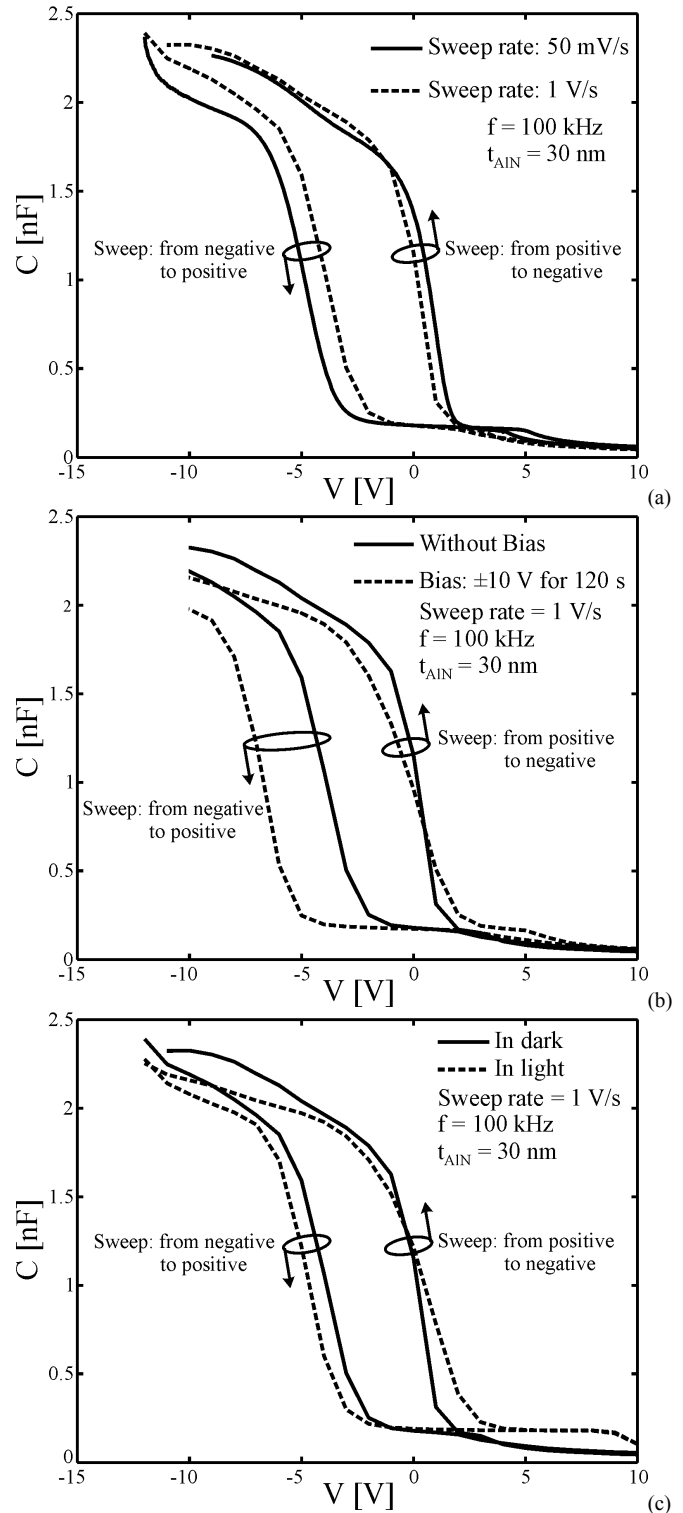 2.5
2
1.5
1
0.5
0
C [nF]
Sweep rate: 50 mV/s
Sweep rate: 1 V/s
f = 100 kHz
tAlN = 30 nm
Sweep: from negative
to positive
Sweep: from positive
to negative
-15
-10
-5
0
5
10
V [V]
(a)
2.5
2
1.5
1
0.5
0
C [nF]
Without Bias
Bias: ±10 V for 120 s
Sweep rate = 1 V/s
f = 100 kHz
tAlN = 30 nm
Sweep: from positive
to negative
Sweep: from negative
to positive
-15
-10
-5
0
5
10
V [V]
(b)
2.5
2
1.5
1
0.5
0
C [nF]
In dark
In light
Sweep rate = 1 V/s
f = 100 kHz
tAlN = 30 nm
Sweep: from negative
to positive
Sweep: from positive
to negative
-15
-10
-5
0
5
10
V [V]
(c)